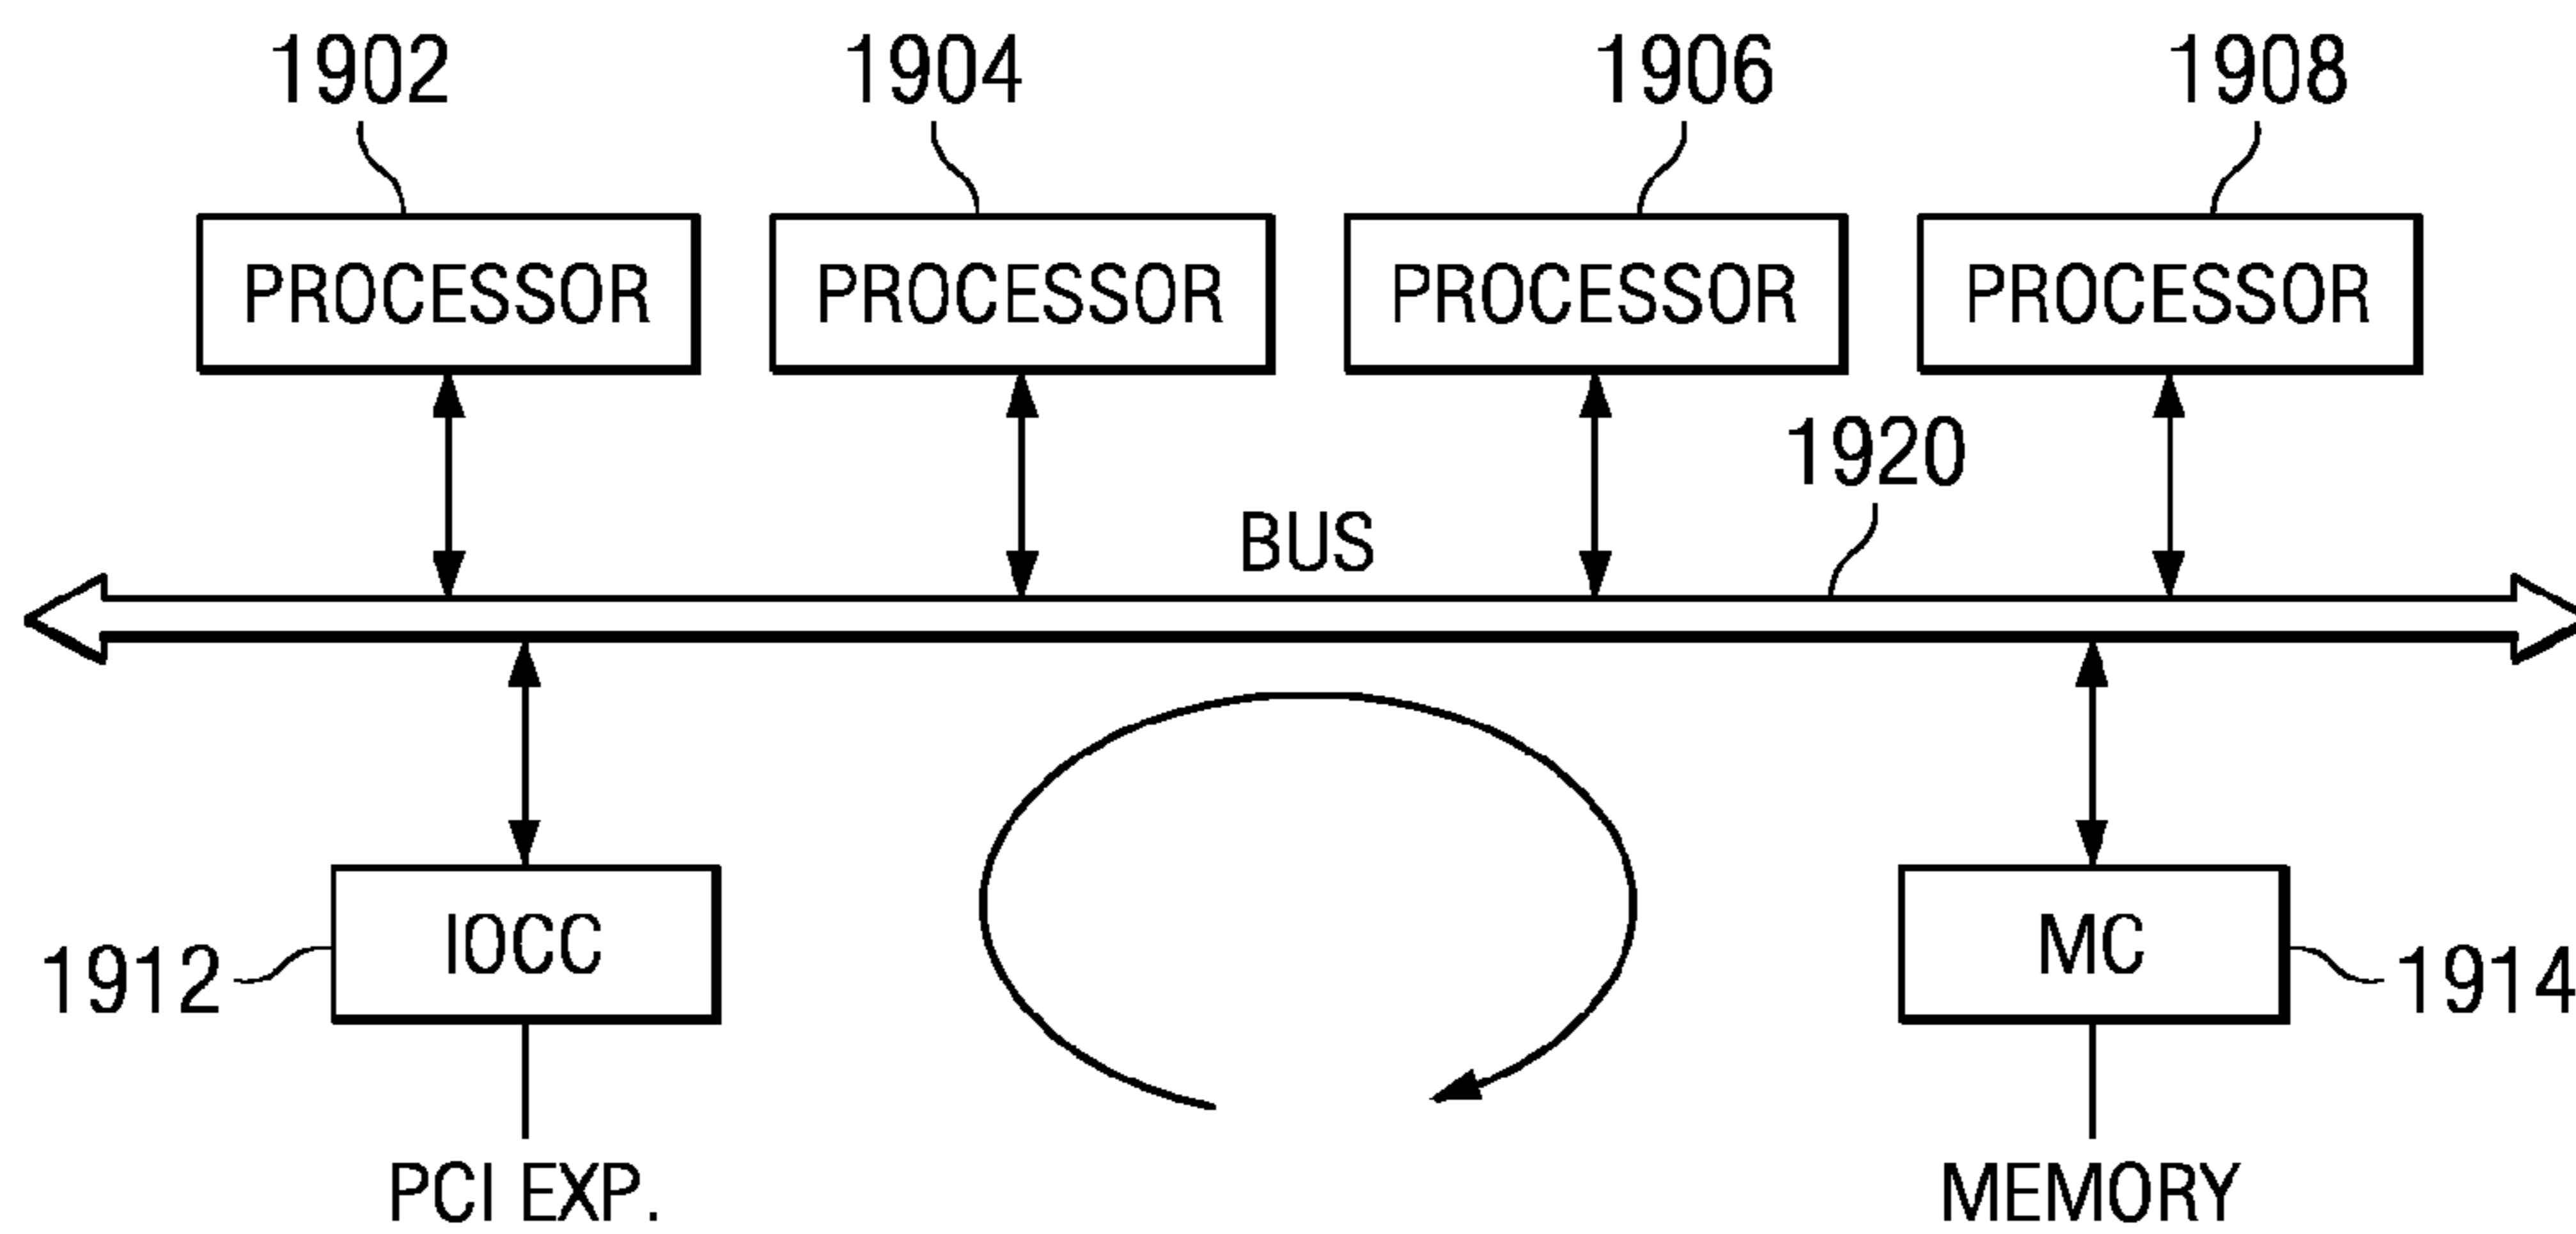 1902
1904
1906
1908
PROCESSOR
PROCESSOR
PROCESSOR
PROCESSOR
1920
BUS
IOCC
MC
1912
1914
PCI EXP.
MEMORY